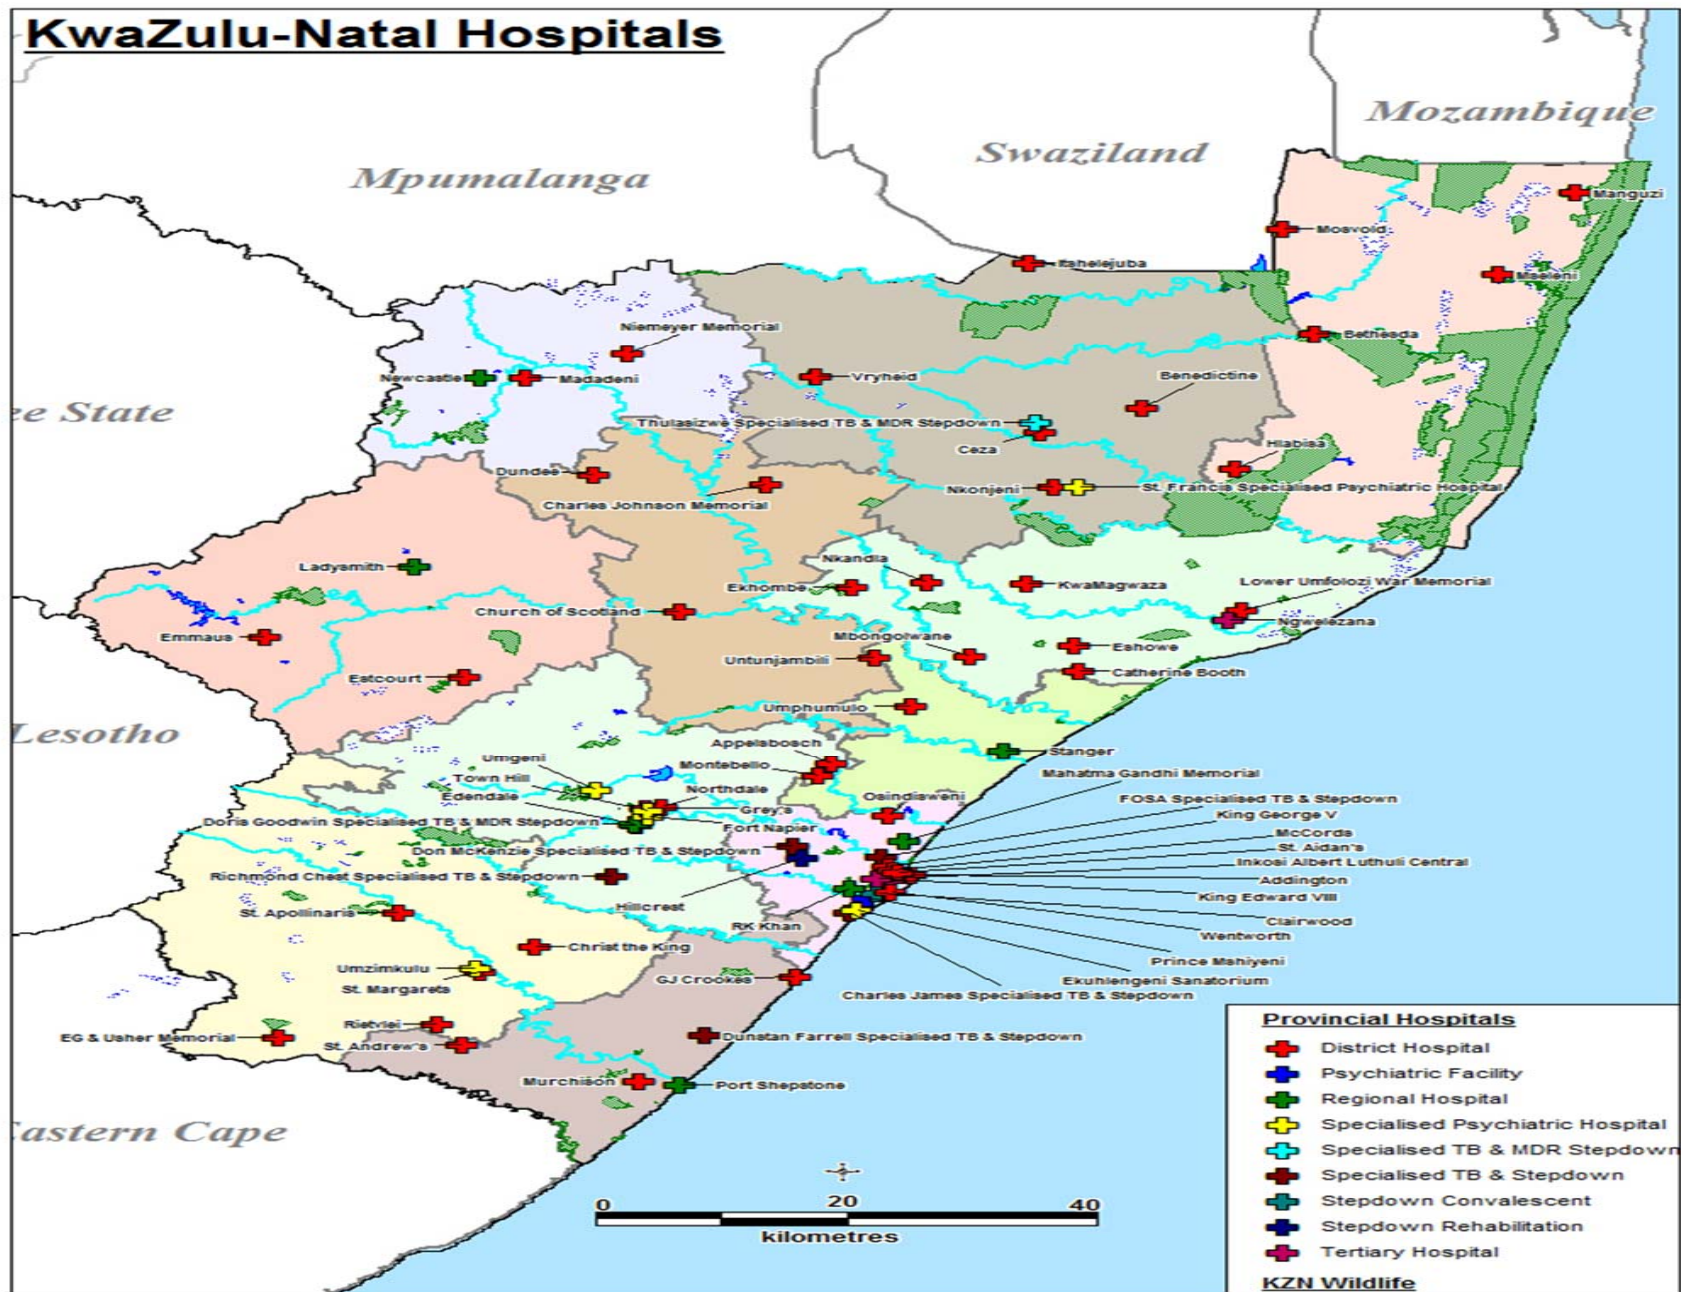 KwaZulu-Natal Hospitals
Mozambique
Swaziland
Mpumalanga
Manguzi
Mosvold
Itshelejuba
Mseleni
Niemeyer Memorial
Bethesda
Newcastle
Madadeni
Vryheid
Benedictine
ee State
Thulasizwe Specialised TB & MDR Stepdown
Ceza
Hlabisa
Dundee
Nkonjeni
St. Francis Specialised Psychiatric Hospital
Charles Johnson Memorial
Ladysmith
Nkandla
Ekhombe
KwaMagwaza
Lower Umfolozi War Memorial
Church of Scotland
Ngwelezana
Emmaus
Mbongolwane
Eshowe
Untunjambili
Catherine Booth
Estcourt
Umphumulo
Lesotho
Appelsbosch
Stanger
Umgeni
Montebello
Mahatma Gandhi Memorial
Town Hill
Northdale
Edendale
Osindisweni
FOSA Specialised TB & Stepdown
Grey's
King George V
Doris Goodwin Specialised TB & MDR Stepdown
Fort Napier
McCords
St. Aidan's
Don McKenzie Specialised TB & Stepdown
Inkosi Albert Luthuli Central
Richmond Chest Specialised TB & Stepdown
Addington
King Edward VIII
Hillcrest
St. Apollinaris
RK Khan
Clairwood
Wentworth
Christ the King
Prince Mshiyeni
Umzimkulu
GJ Crookes
Ekuhlengeni Sanatorium
St. Margarets
Charles James Specialised TB & Stepdown
Rietvlei
EG & Usher Memorial
St. Andrew's
Dunstan Farrell Specialised TB & Stepdown
Murchison
Port Shepstone
Eastern Cape
0 20 40
kilometres
Provincial Hospitals
District Hospital
Psychiatric Facility
Regional Hospital
Specialised Psychiatric Hospital
Specialised TB & MDR Stepdown
Specialised TB & Stepdown
Stepdown Convalescent
Stepdown Rehabilitation
Tertiary Hospital
KZN Wildlife